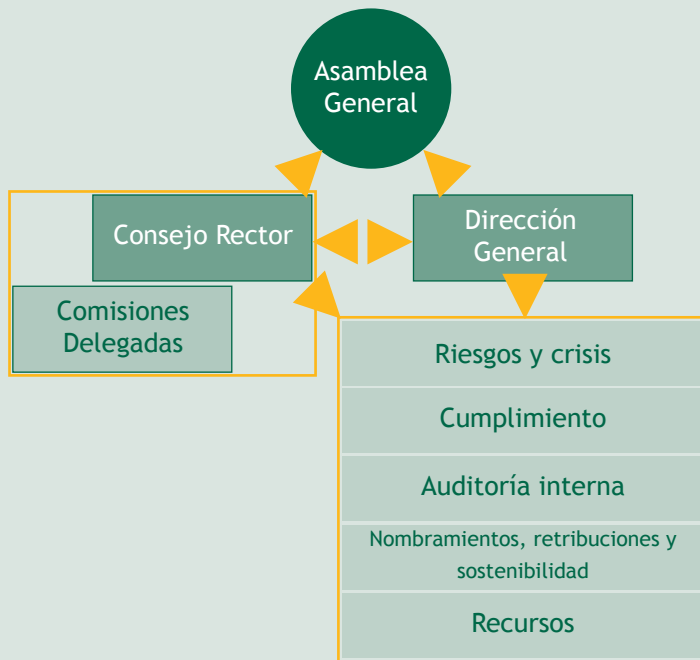 Asamblea
General
Consejo Rector
Dirección
General
Comisiones
Delegadas
Riesgos y crisis
Cumplimiento
Auditoría interna
Nombramientos, retribuciones y
sostenibilidad
Recursos